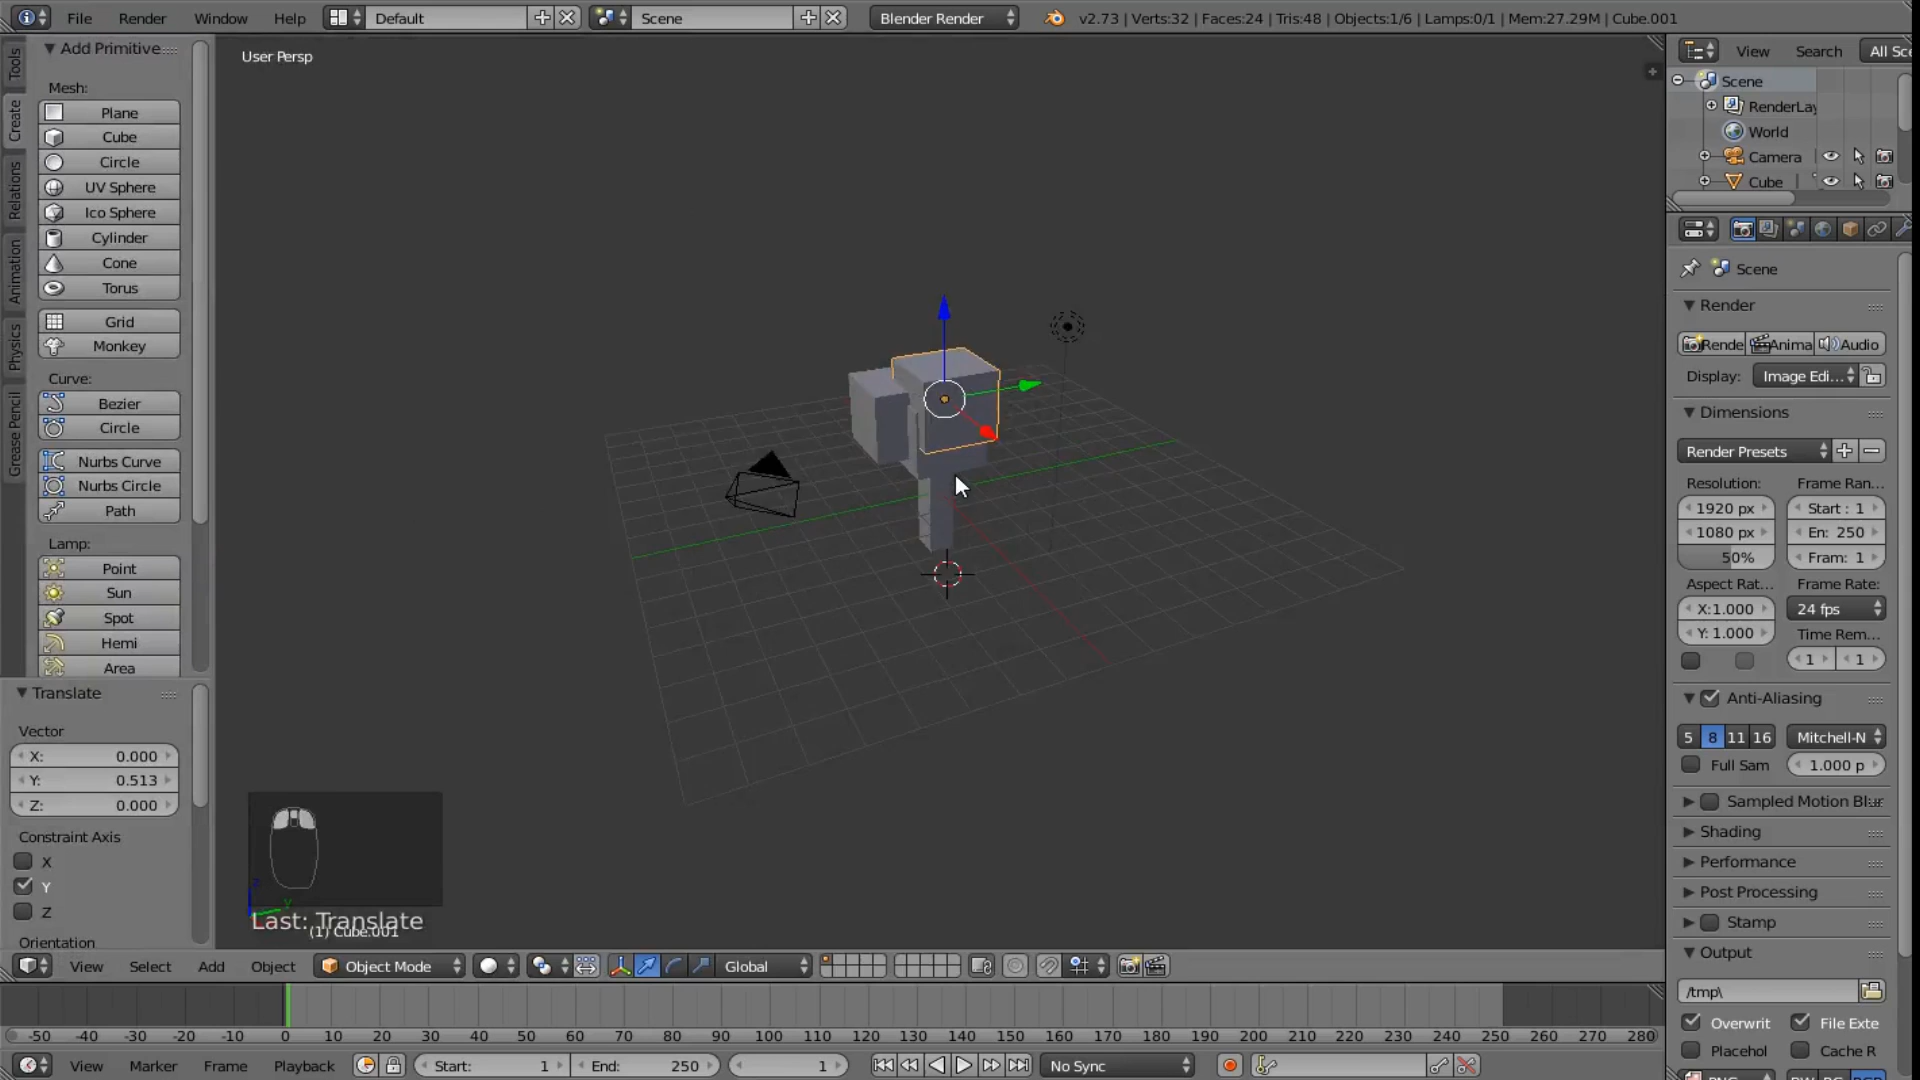 File Render Window Help Default Scene Blender Render v2.73 | Verts:32 | Faces:24 | Tris:48 | Objects:1/6 | Lamps:0/1 | Mem:27.29M | Cube.001
Tools
Create
Relations
Animation
Physics
Grease Pencil
Add Primitive
Mesh:
Plane
Cube
Circle
UV Sphere
Ico Sphere
Cylinder
Cone
Torus
Grid
Monkey
Curve:
Bezier
Circle
Nurbs Curve
Nurbs Circle
Path
Lamp:
Point
Sun
Spot
Hemi
Area
Translate
Vector
X: 0.000
Y: 0.513
Z: 0.000
Constraint Axis
X
Y
Z
Orientation
User Persp
Last: Translate
(1) Cube.001
View Select Add Object Object Mode Global
-50 -40 -30 -20 -10 0 10 20 30 40 50 60 70 80 90 100 110 120 130 140 150 160 170 180 190 200 210 220 230 240 250 260 270 280
View Marker Frame Playback Start: 1 End: 250 1 No Sync
View Search All Sce
Scene
RenderLay
World
Camera
Cube
Scene
Render
Rende Anima Audio
Display: Image Edi...
Dimensions
Render Presets
Resolution: Frame Ran...
1920 px Start : 1
1080 px En: 250
50% Fram: 1
Aspect Rat... Frame Rate:
X:1.000 24 fps
Y: 1.000 Time Rem...
1 1
Anti-Aliasing
5 8 11 16 Mitchell-N
Full Sam 1.000 p
Sampled Motion Bl
Shading
Performance
Post Processing
Stamp
Output
/tmp\
Overwrit File Exte
Placehol Cache R